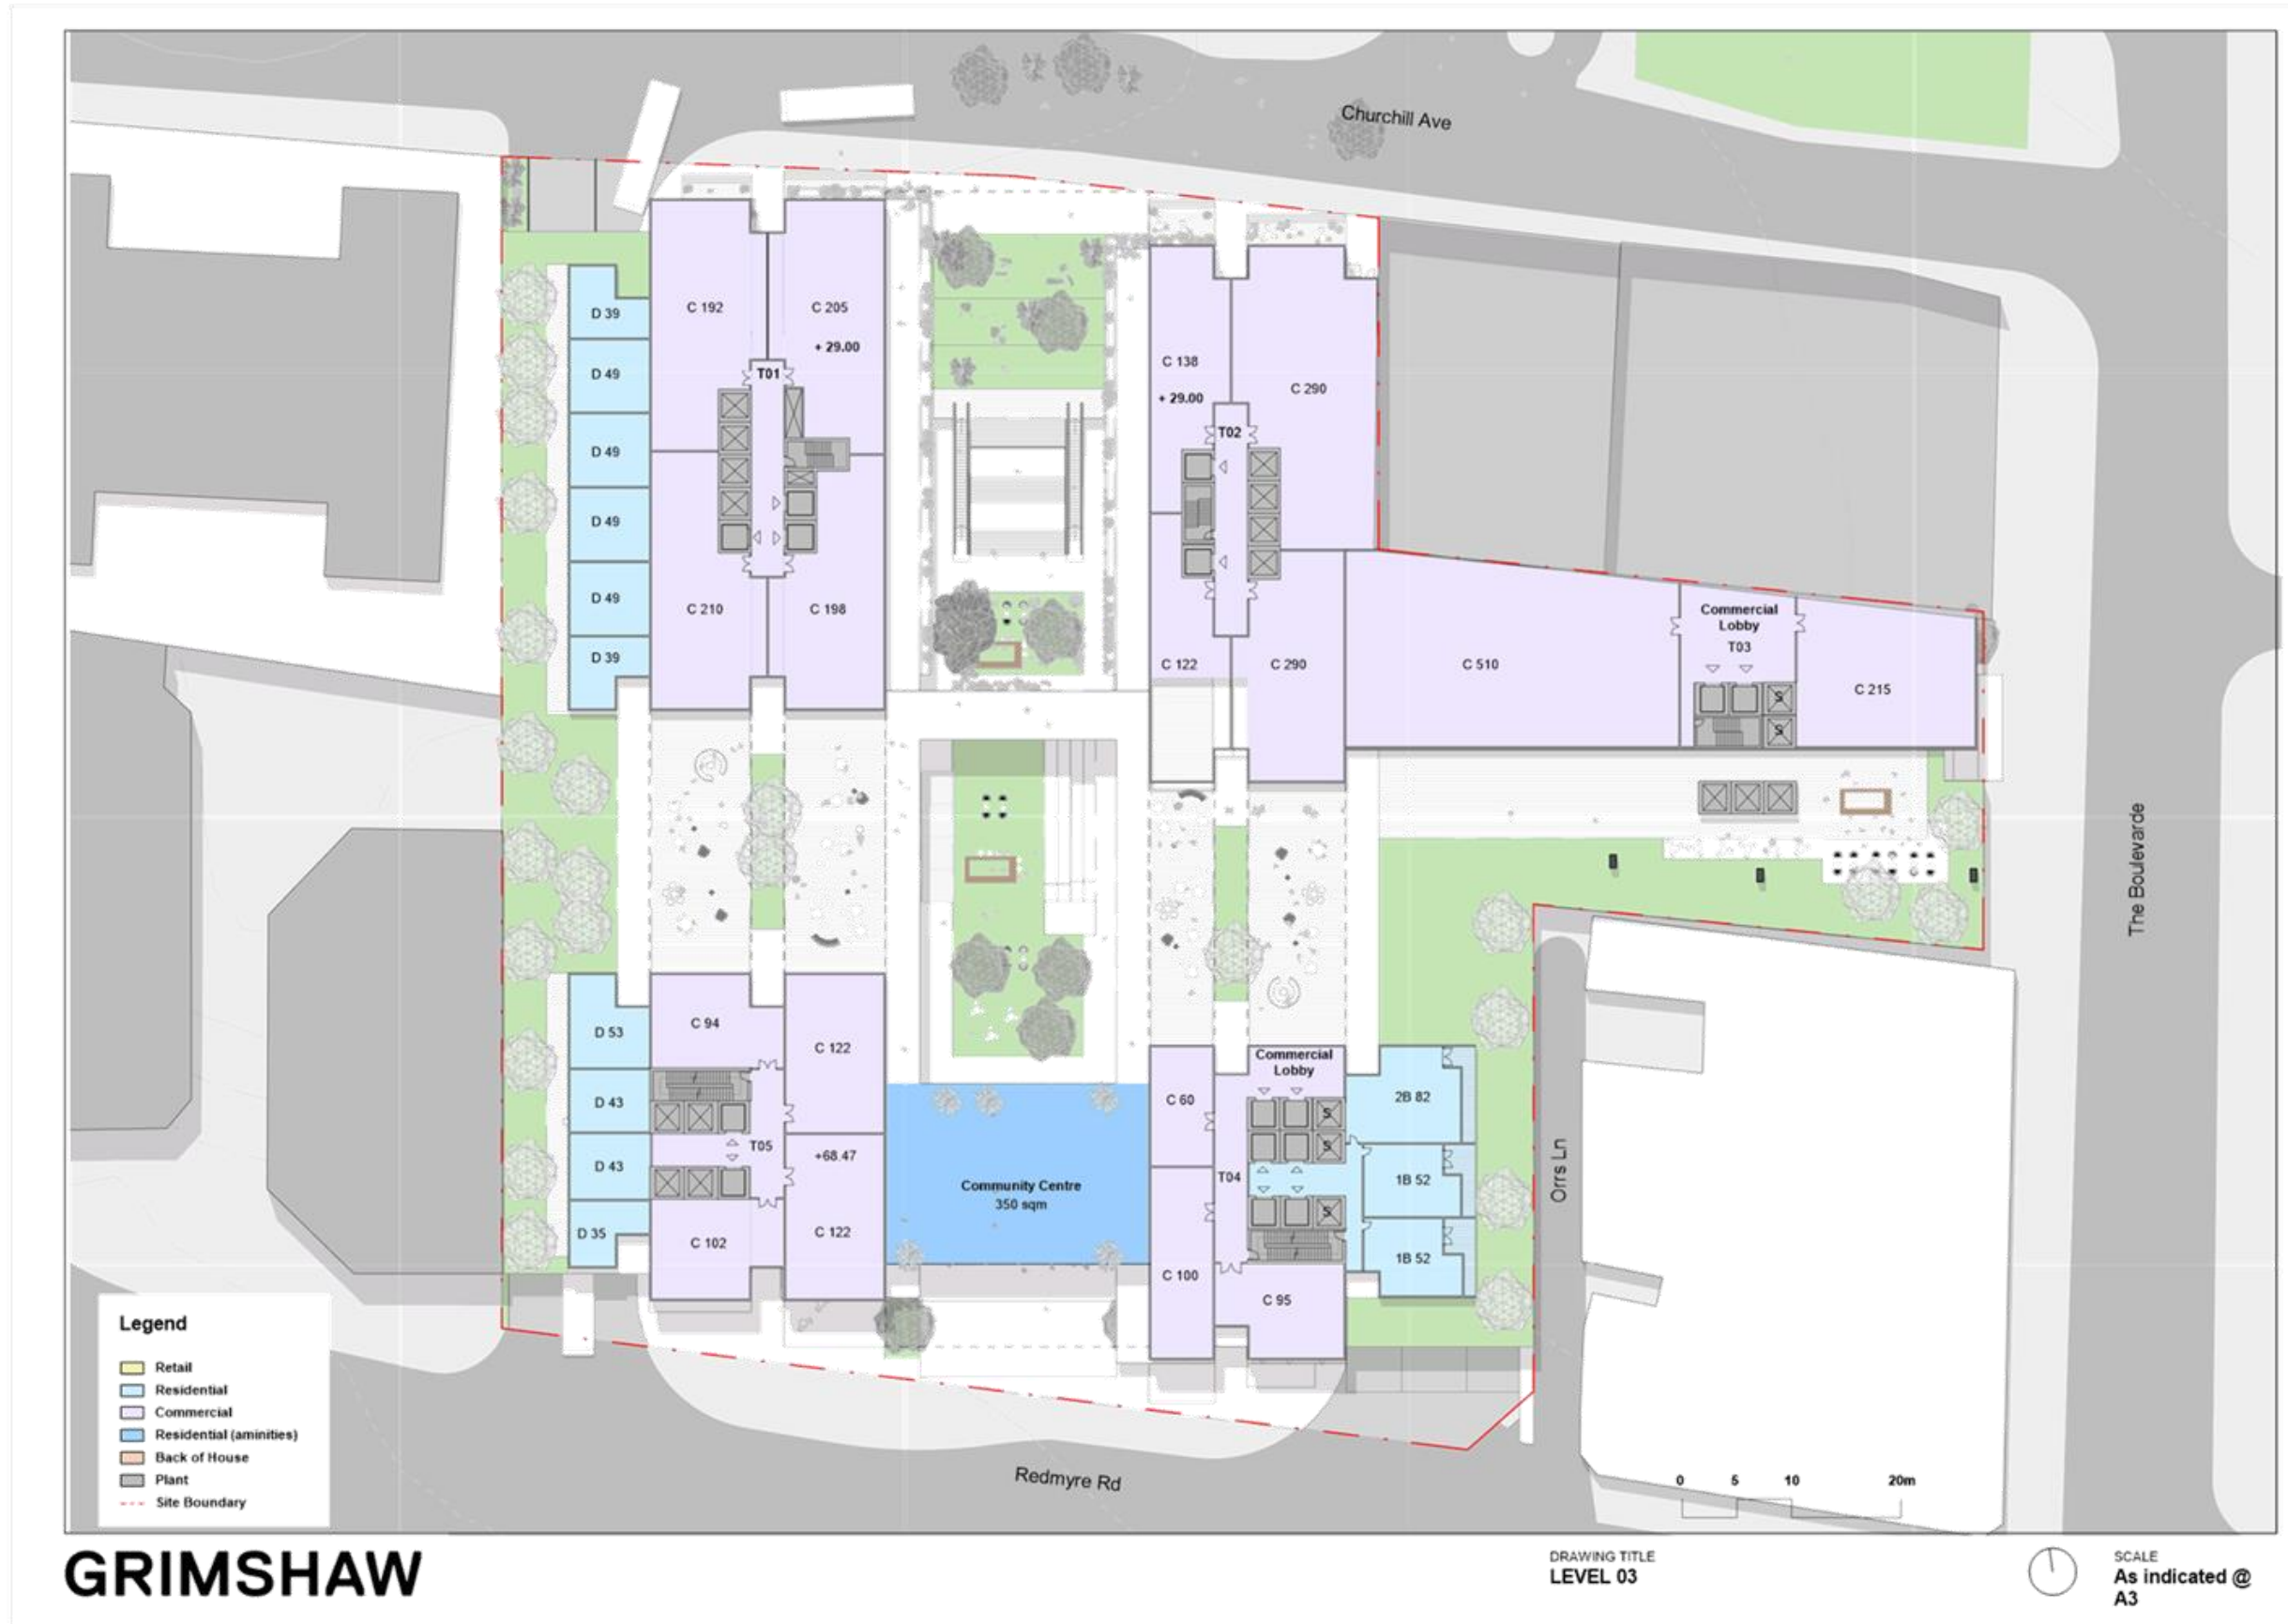 Churchill Ave
D 39
D 49
D 49
D 49
D 49
D 39
C 192
C 205
+ 29.00
T01
C 210
C 198
C 138
+ 29.00
C 290
T02
C 122
C 290
C 510
Commercial
Lobby
T03
S
S
C 215
The Boulevarde
D 53
D 43
D 43
D 35
C 94
C 122
T05
+68.47
C 102
C 122
Community Centre
350 sqm
C 60
T04
C 100
Commercial
Lobby
S
S
S
C 95
2B 82
1B 52
1B 52
Orrs Ln
Redmyre Rd
Legend
Retail
Residential
Commercial
Residential (aminities)
Back of House
Plant
Site Boundary
0 5 10 20m
GRIMSHAW
DRAWING TITLE
LEVEL 03
SCALE
As indicated @
A3